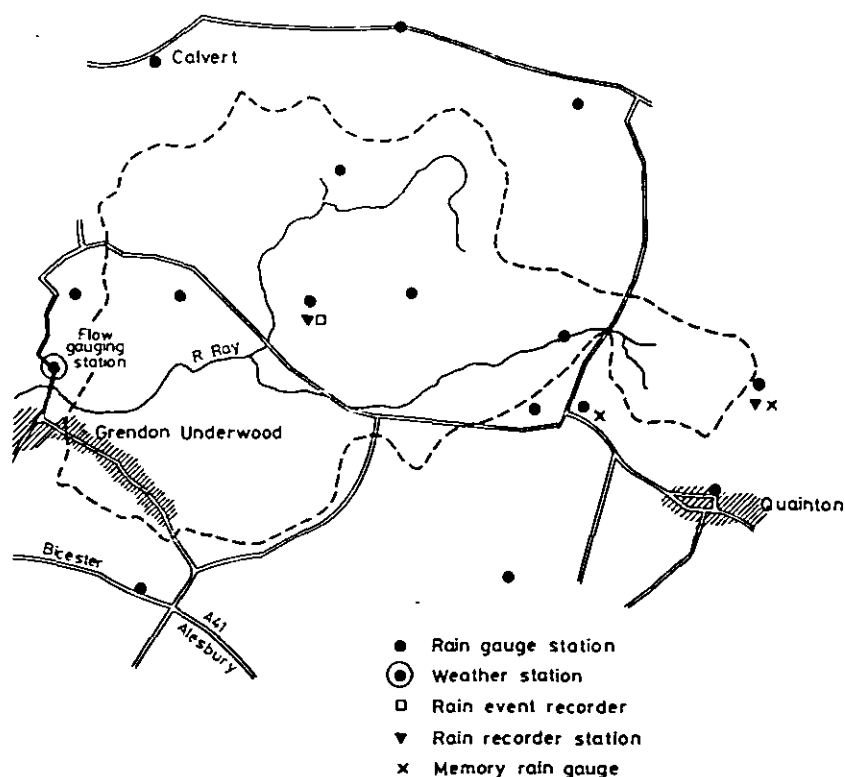 Calvert
Flow
gauging
station
R Ray
Grendon Underwood
Quainton
Bicester
A41
Alesbury
Rain gauge station
Weather station
Rain event recorder
Rain recorder station
Memory rain gauge